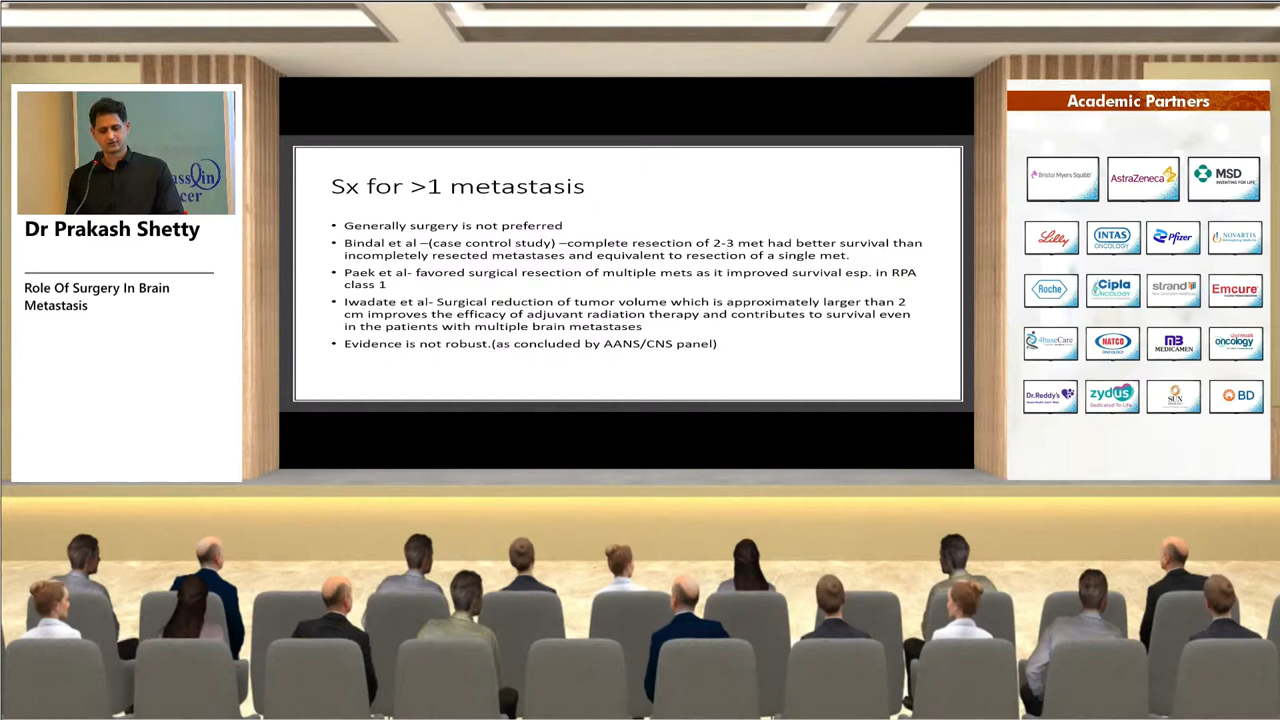 Dr Prakash Shetty
Role Of Surgery In Brain
Metastasis
Sx for >1 metastasis
• Generally surgery is not preferred
• Bindal et al –(case control study) –complete resection of 2-3 met had better survival than
incompletely resected metastases and equivalent to resection of a single met.
• Paek et al- favored surgical resection of multiple mets as it improved survival esp. in RPA
class 1
• Iwadate et al- Surgical reduction of tumor volume which is approximately larger than 2
cm improves the efficacy of adjuvant radiation therapy and contributes to survival even
in the patients with multiple brain metastases
• Evidence is not robust.(as concluded by AANS/CNS panel)
Academic Partners
Bristol Myers Squibb
AstraZeneca
MSD
INVENTING FOR LIFE
Lilly
INTAS
ONCOLOGY
Pfizer
NOVARTIS
Roche
Cipla
ONCOLOGY
strand
Emcure
4baseCare
NATCO
ONCOLOGY
MEDICAMEN
oncology
Dr.Reddy's
zydus
Dedicated To Life
SUN
BD